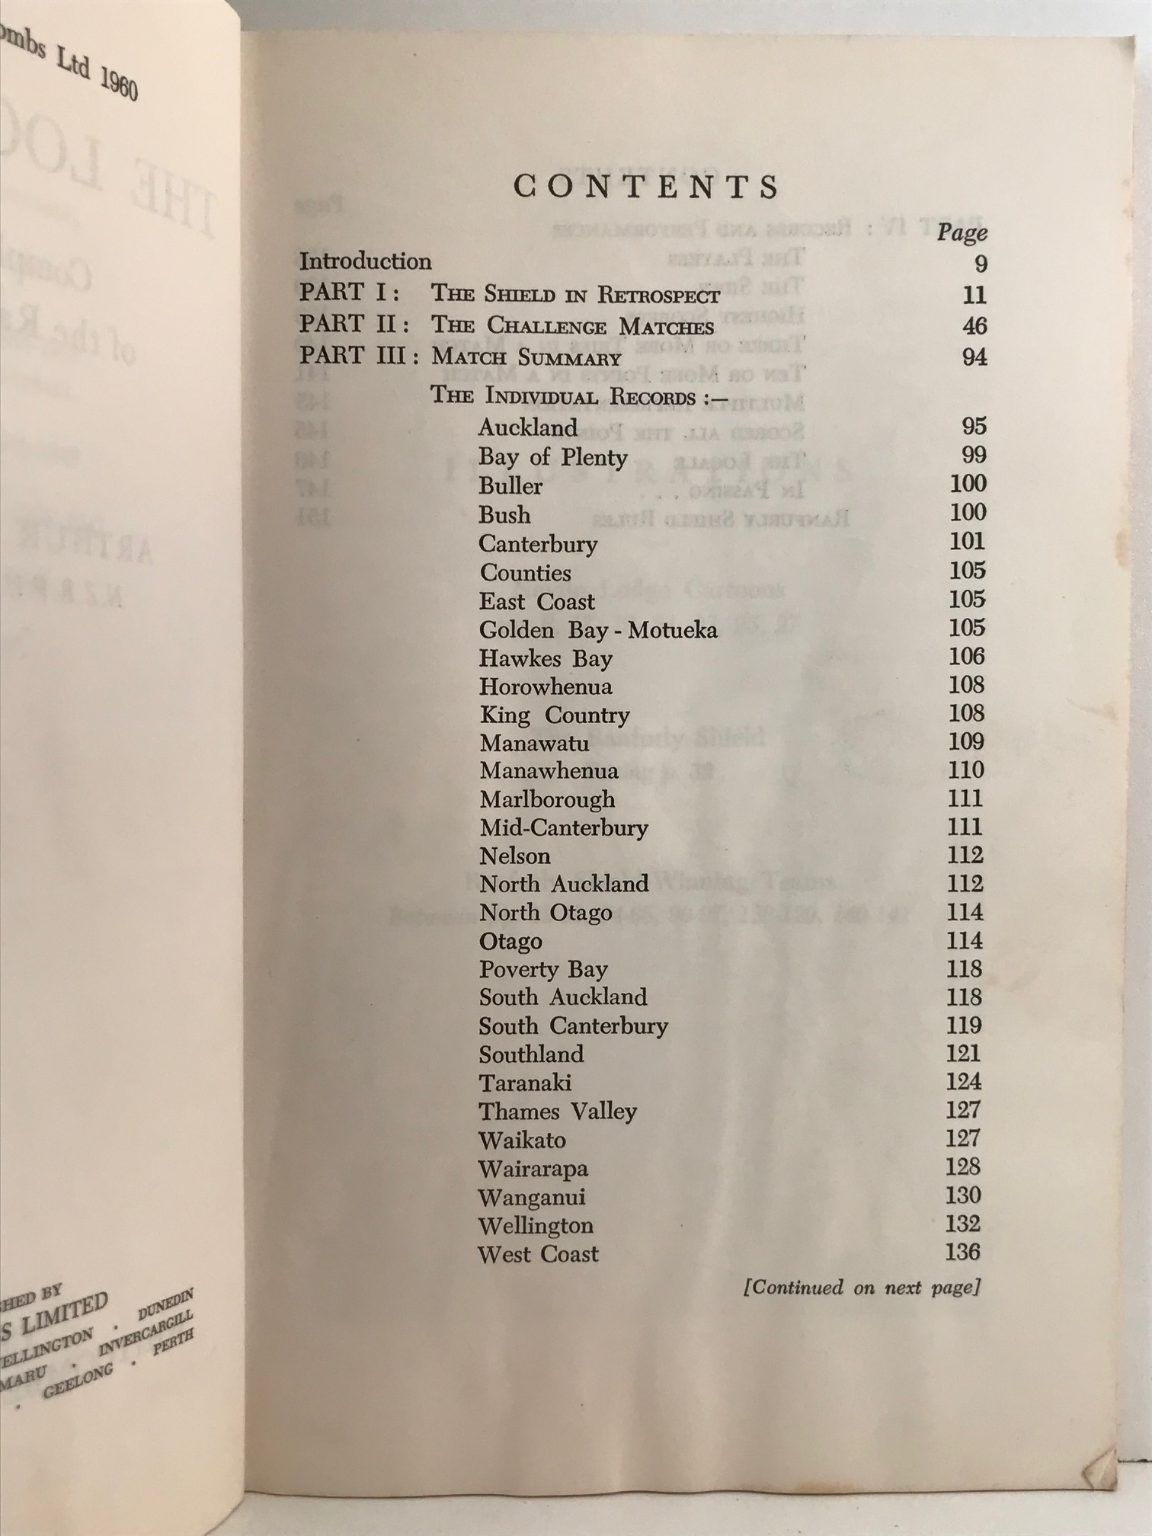 ombs Ltd 1960
SHED BY
S LIMITED
ELLINGTON . DUNEDIN
MARU . INVERCARGILL
. GEELONG . PERTH
CONTENTS
Page
Introduction 9
PART I: THE SHIELD IN RETROSPECT 11
PART II: THE CHALLENGE MATCHES 46
PART III: MATCH SUMMARY 94
THE INDIVIDUAL RECORDS :—
Auckland 95
Bay of Plenty 99
Buller 100
Bush 100
Canterbury 101
Counties 105
East Coast 105
Golden Bay - Motueka 105
Hawkes Bay 106
Horowhenua 108
King Country 108
Manawatu 109
Manawhenua 110
Marlborough 111
Mid-Canterbury 111
Nelson 112
North Auckland 112
North Otago 114
Otago 114
Poverty Bay 118
South Auckland 118
South Canterbury 119
Southland 121
Taranaki 124
Thames Valley 127
Waikato 127
Wairarapa 128
Wanganui 130
Wellington 132
West Coast 136
[Continued on next page]